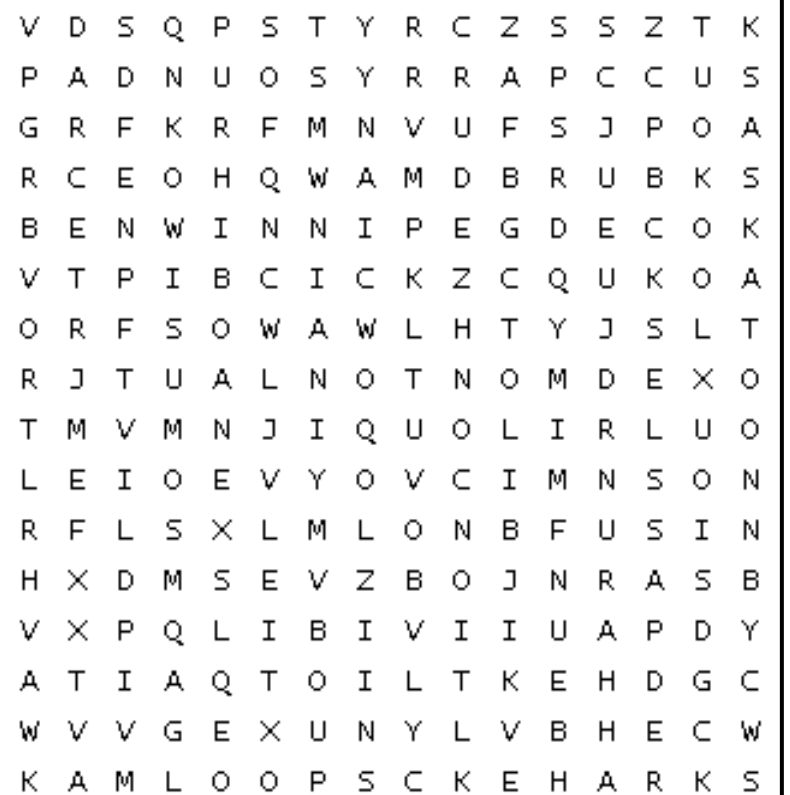 V D S Q P S T Y R C Z S S Z T K
P A D N U O S Y R R A P C C U S
G R F K R F M N V U F S J P O A
R C E O H Q W A M D B R U B K S
B E N W I N N I P E G D E C O K
V T P I B C I C K Z C Q U K O A
O R F S O W A W L H T Y J S L T
R J T U A L N O T N O M D E X O
T M V M N J I Q U O L I R L U O
L E I O E V Y O V C I M N S O N
R F L S X L M L O N B F U S I N
H X D M S E V Z B O J N R A S B
V X P Q L I B I V I I U A P D Y
A T I A Q T O I L T K E H D G C
W V V G E X U N Y L V B H E C W
K A M L O O P S C K E H A R K S